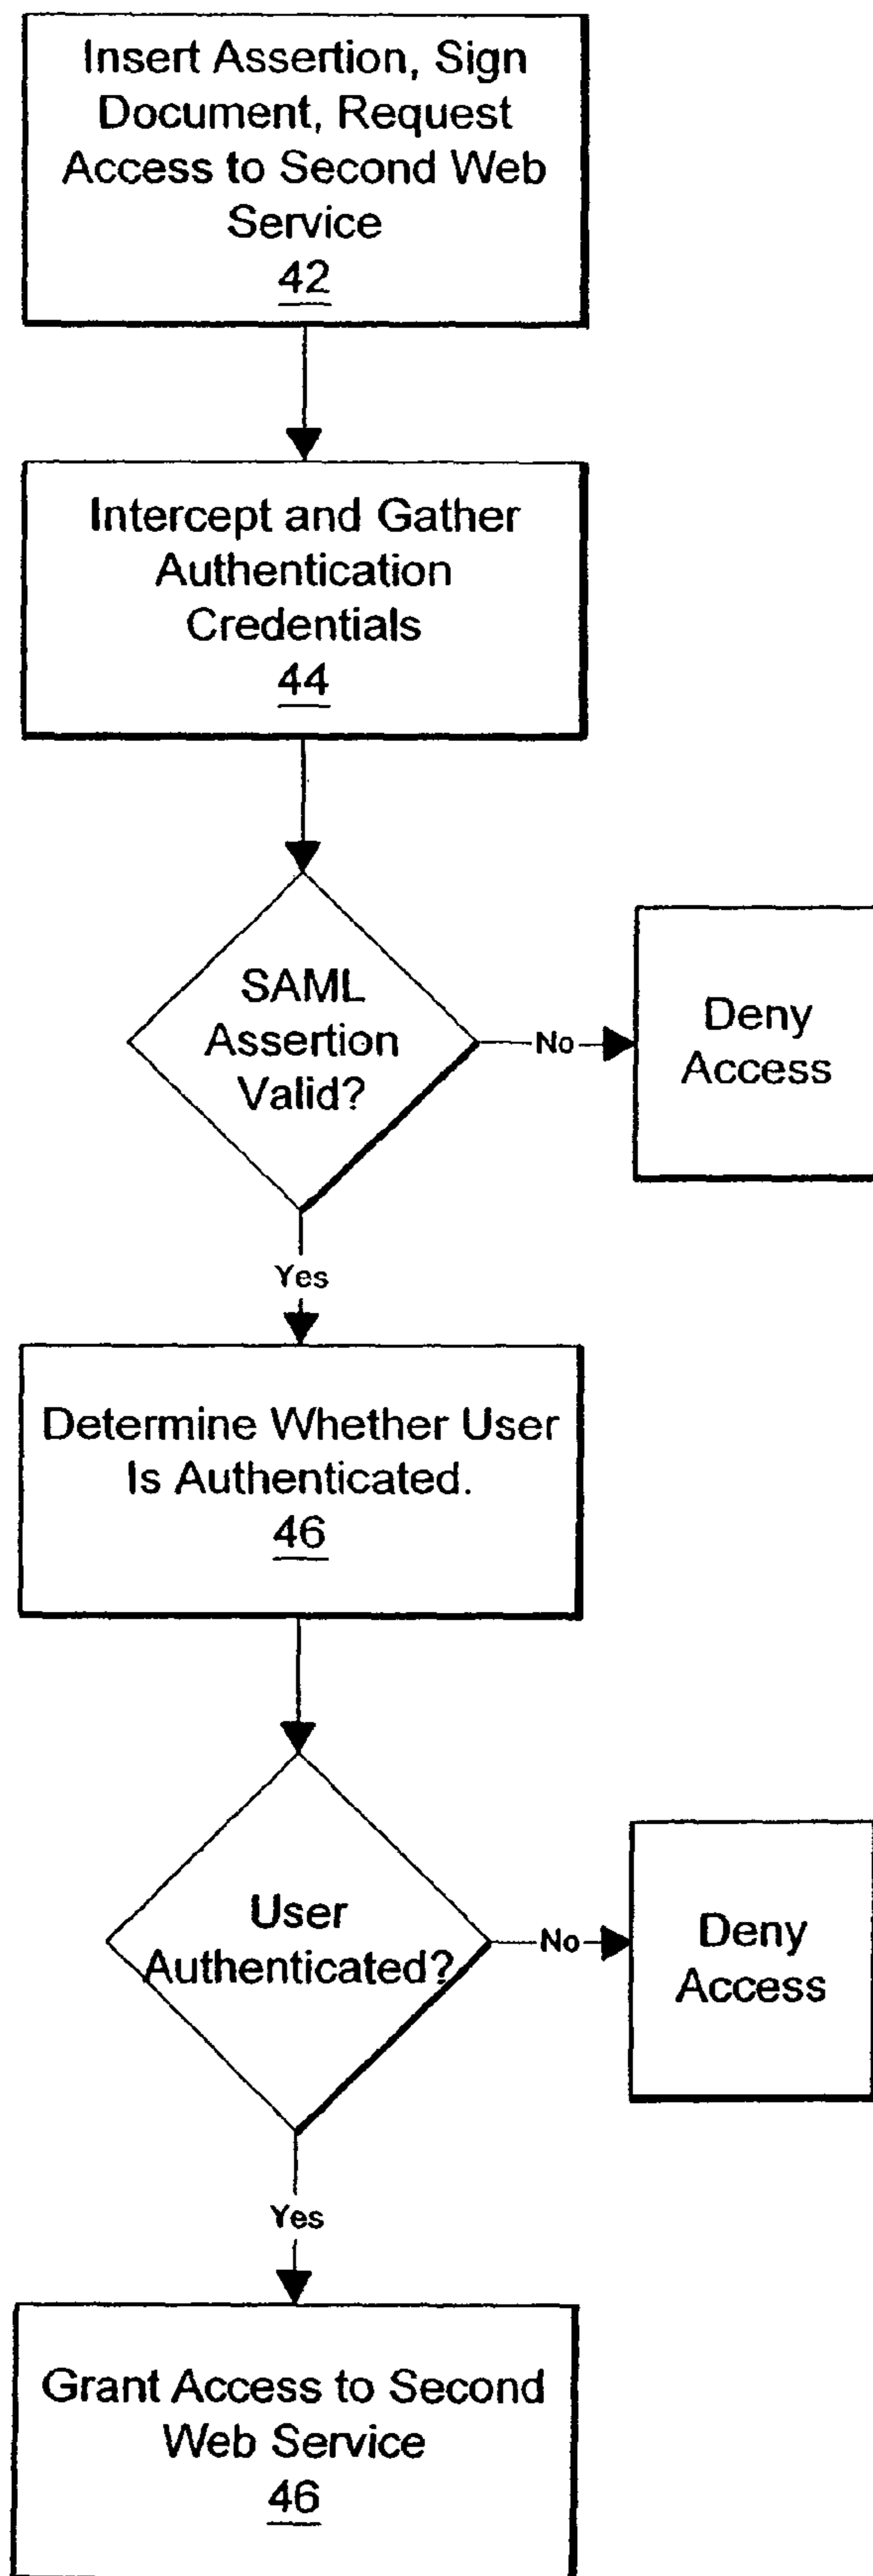 Insert Assertion, Sign
Document, Request
Access to Second Web
Service
42
Intercept and Gather
Authentication
Credentials
44
SAML
Assertion
Valid?
No
Deny
Access
Yes
Determine Whether User
Is Authenticated.
46
User
Authenticated?
No
Deny
Access
Yes
Grant Access to Second
Web Service
46